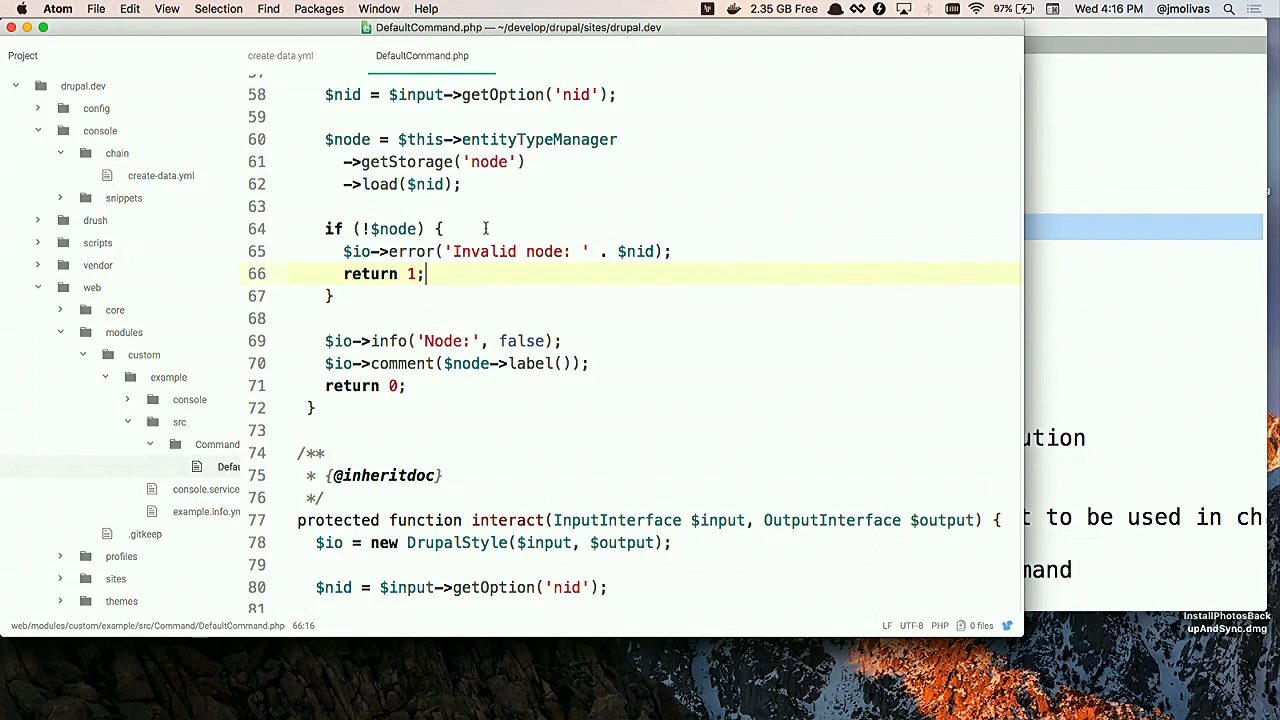 Atom File Edit View Selection Find Packages Window Help 2.35 GB Free 97% Wed 4:16 PM @jmolivas
DefaultCommand.php — ~/develop/drupal/sites/drupal.dev
Project
create-data.yml
DefaultCommand.php
drupal.dev
config
console
chain
create-data.yml
snippets
drush
scripts
vendor
web
core
modules
custom
example
console
src
Command
Defau
console.service
example.info.yn
.gitkeep
profiles
sites
themes
57
58 $nid = $input->getOption('nid');
59
60 $node = $this->entityTypeManager
61 ->getStorage('node')
62 ->load($nid);
63
64 if (!$node) {
65 $io->error('Invalid node: ' . $nid);
66 return 1;
67 }
68
69 $io->info('Node:', false);
70 $io->comment($node->label());
71 return 0;
72 }
73
74 /**
75 * {@inheritdoc}
76 */
77 protected function interact(InputInterface $input, OutputInterface $output) {
78 $io = new DrupalStyle($input, $output);
79
80 $nid = $input->getOption('nid');
81
web/modules/custom/example/src/Command/DefaultCommand.php 66:16
LF UTF-8 PHP 0 files
ution
t to be used in ch
mand
InstallPhotosBack
upAndSync.dmg